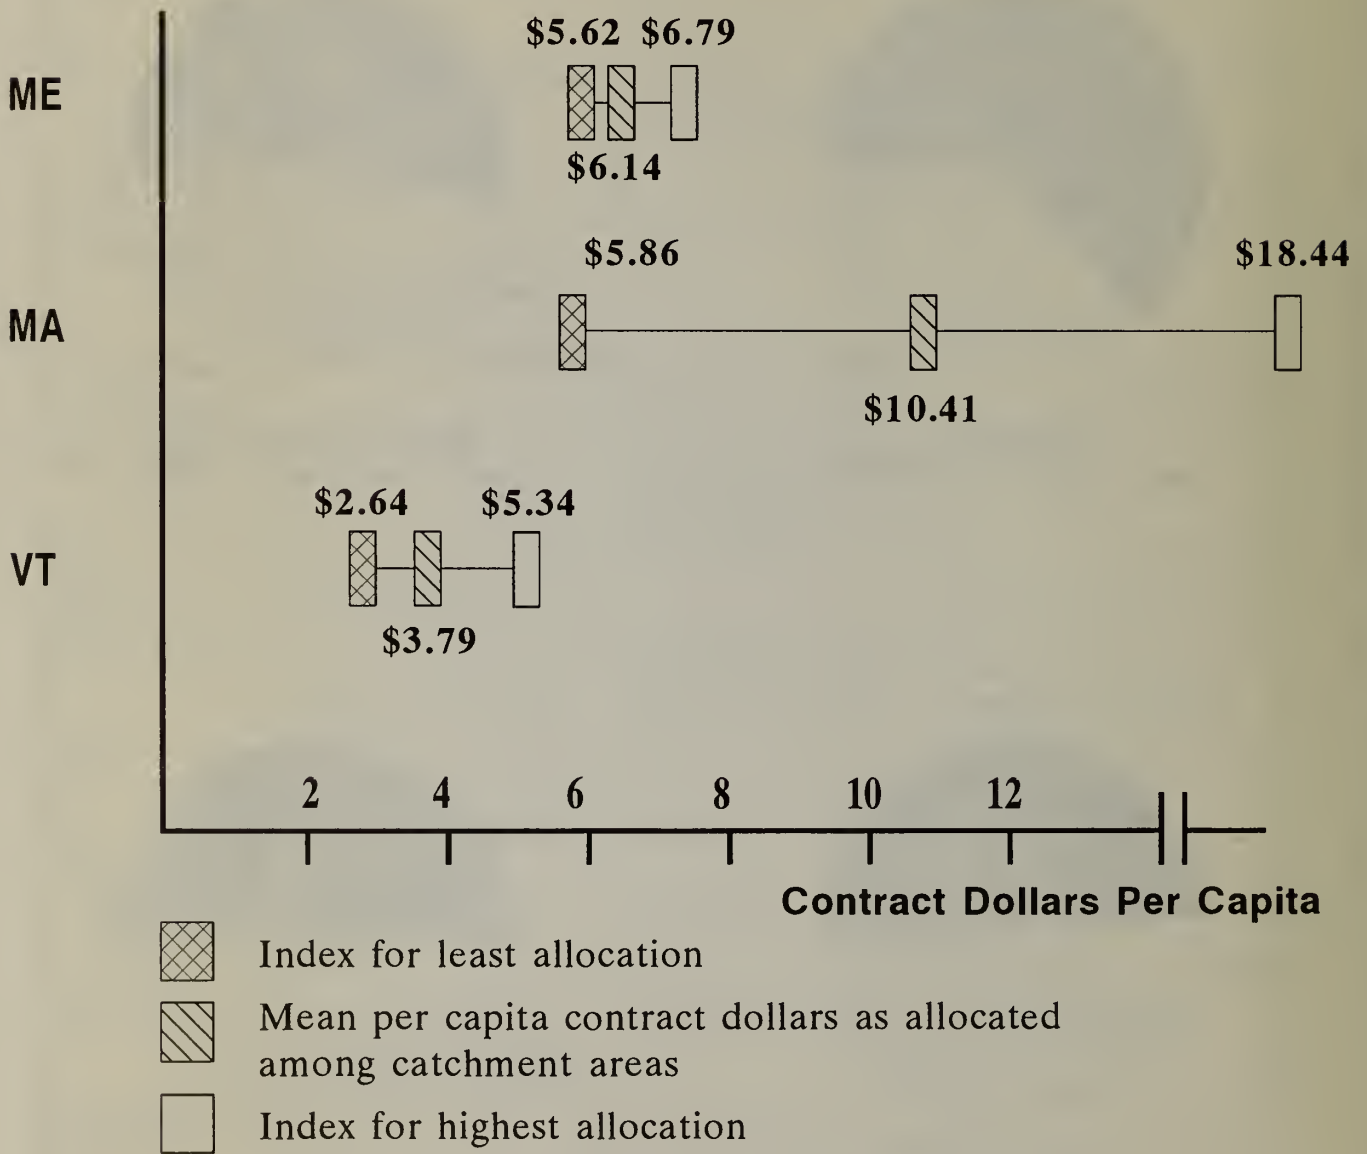 $5.62 $6.79
ME
$6.14
$5.86 $18.44
MA
$10.41
$2.64 $5.34
VT
$3.79
2 4 6 8 10 12
Contract Dollars Per Capita
Index for least allocation
Mean per capita contract dollars as allocated
among catchment areas
Index for highest allocation